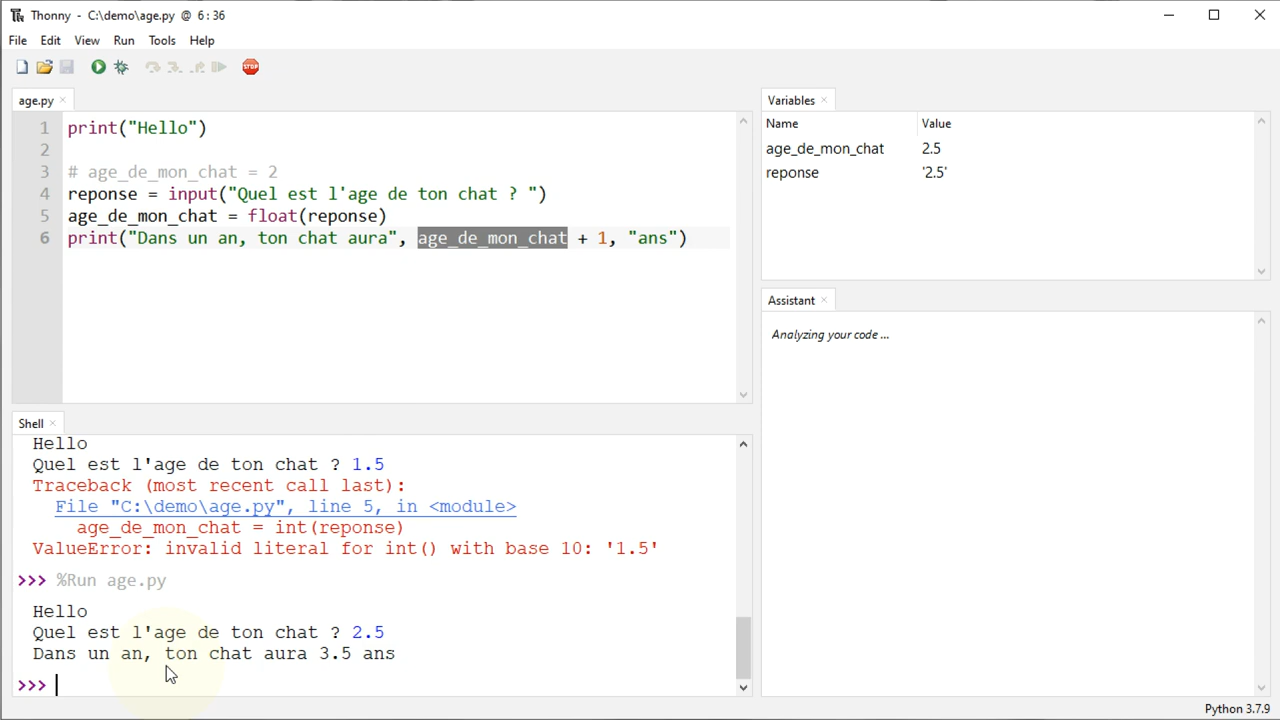 Thonny - C:\demo\age.py @ 6:36
File Edit View Run Tools Help
STOP
age.py
1 print("Hello")
2
3 # age_de_mon_chat = 2
4 reponse = input("Quel est l'age de ton chat ? ")
5 age_de_mon_chat = float(reponse)
6 print("Dans un an, ton chat aura", age_de_mon_chat + 1, "ans")
Variables
Name Value
age_de_mon_chat 2.5
reponse '2.5'
Assistant
Analyzing your code ...
Shell
Hello
Quel est l'age de ton chat ? 1.5
Traceback (most recent call last):
File "C:\demo\age.py", line 5, in <module>
age_de_mon_chat = int(reponse)
ValueError: invalid literal for int() with base 10: '1.5'
>>> %Run age.py
Hello
Quel est l'age de ton chat ? 2.5
Dans un an, ton chat aura 3.5 ans
>>>
Python 3.7.9